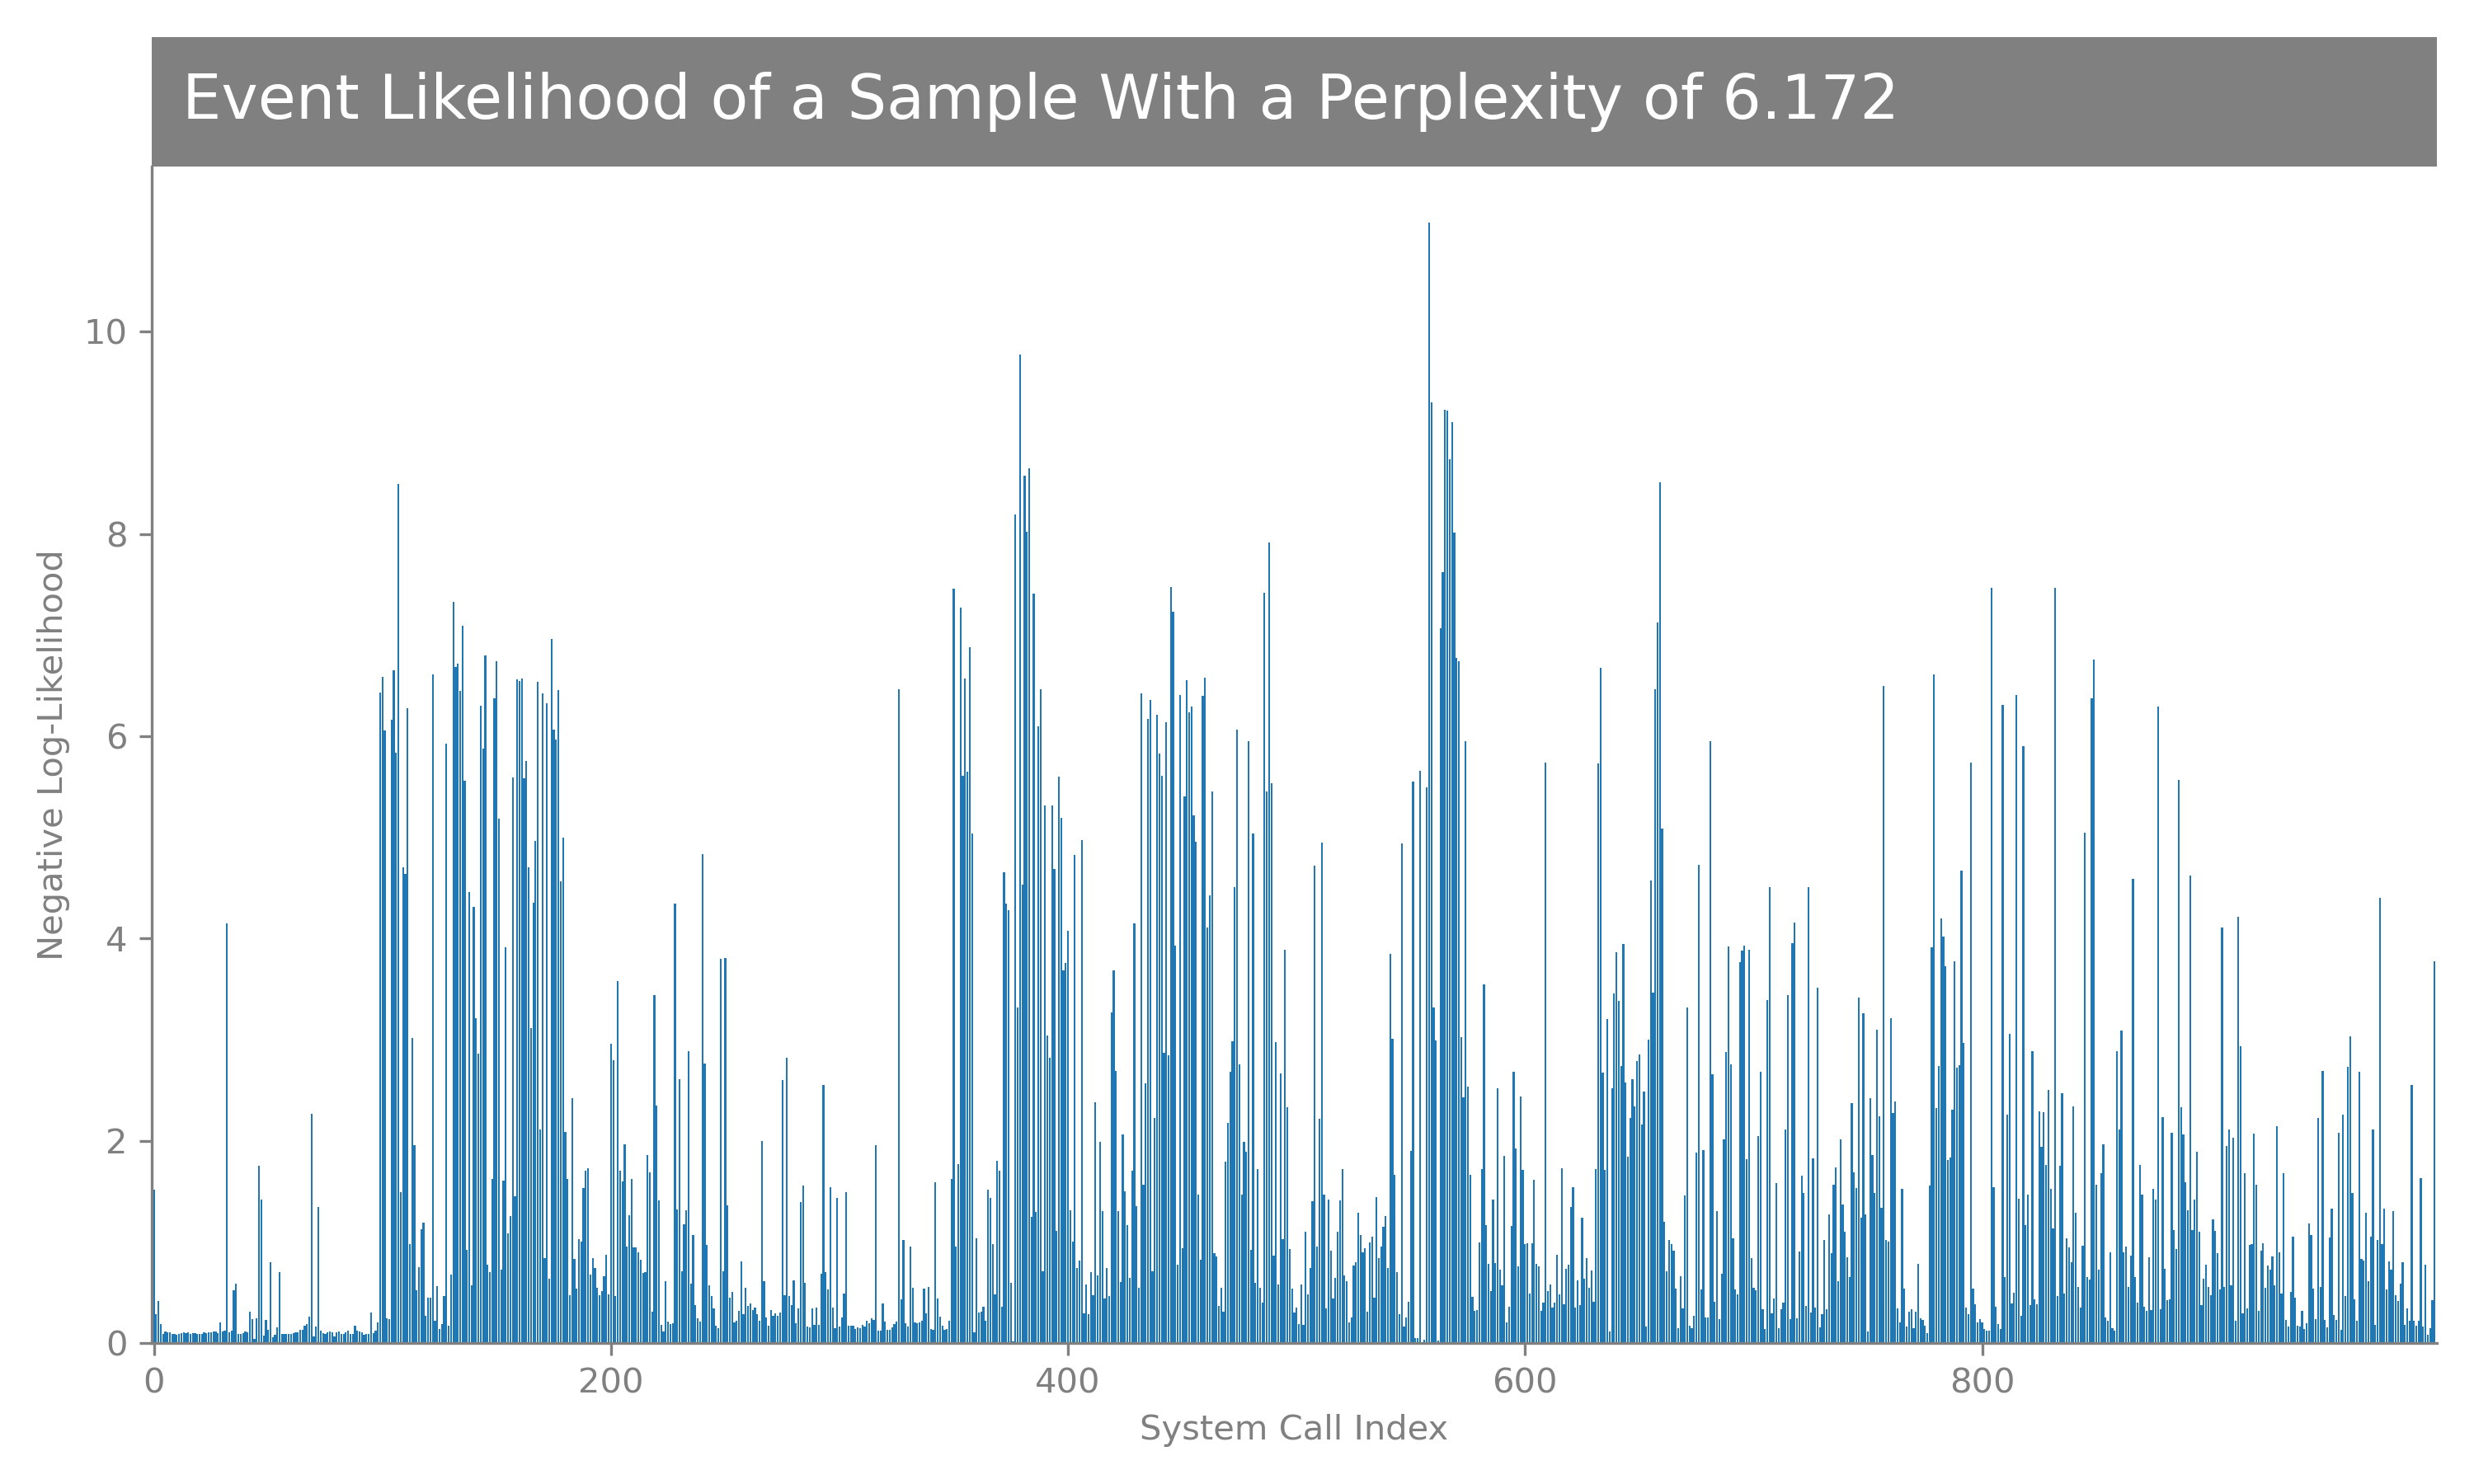 Event Likelihood of a Sample With a Perplexity of 6.172
10
8
6
4
2
0
Negative Log-Likelihood
0 200 400 600 800
System Call Index